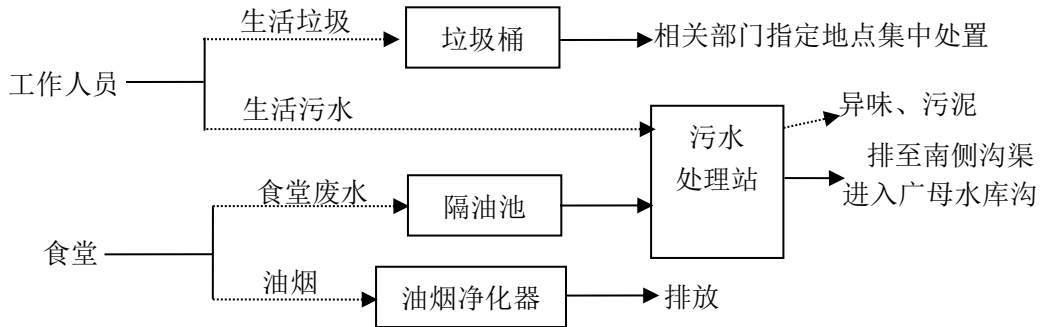 生活垃圾
垃圾桶
相关部门指定地点集中处置
工作人员
生活污水
异味、污泥
污水
处理站
排至南侧沟渠
进入广母水库沟
食堂废水
隔油池
食堂
油烟
油烟净化器
排放